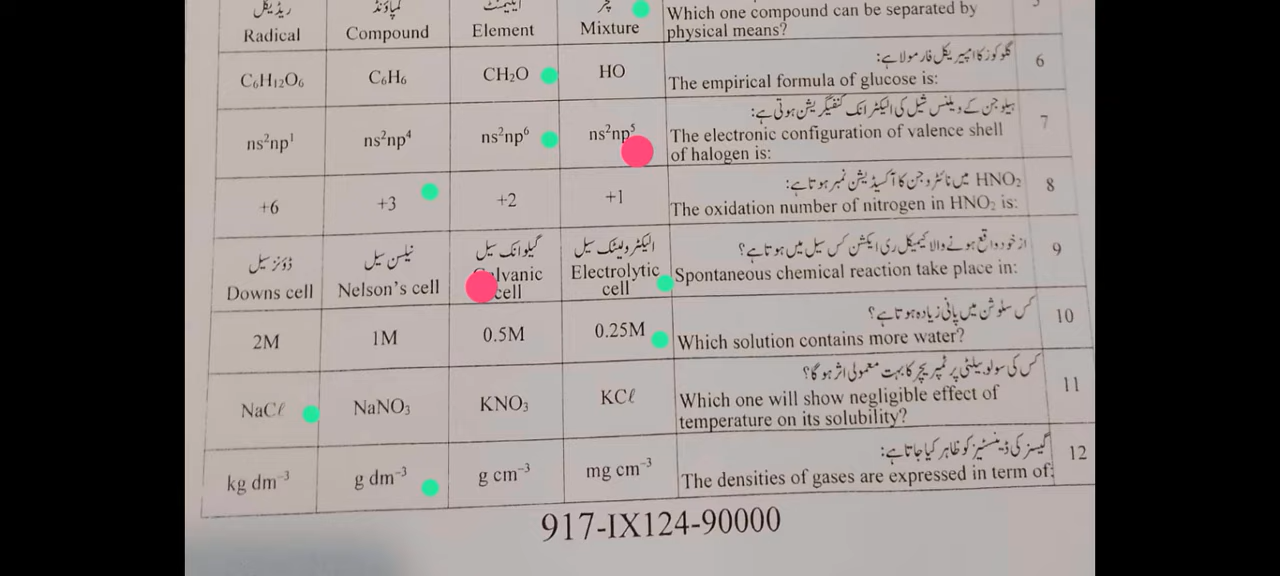 ریڈیکل کمپاؤنڈ ایلیمنٹ مکسچر
Radical Compound Element Mixture Which one compound can be separated by
physical means?
گلوکوز کا امپیریکل فارمولا ہے:
C₆H₁₂O₆ C₆H₆ CH₂O HO The empirical formula of glucose is: 6
ہیلوجن کے ویلنس شیل کی الیکٹرانک کنفیگریشن ہوتی ہے:
ns²np¹ ns²np⁴ ns²np⁶ ns²np⁵ The electronic configuration of valence shell 7
of halogen is:
HNO₂ میں نائٹروجن کا آکسیڈیشن نمبر ہوتا ہے:
+6 +3 +2 +1 The oxidation number of nitrogen in HNO₂ is: 8
ازخود واقع ہونے والا کیمیکل ری ایکشن کس سیل میں ہوتا ہے؟
ڈاؤنز سیل نیلسن سیل گیلوانک سیل الیکٹرولیٹک سیل 9
Downs cell Nelson's cell lvanic cell Electrolytic cell Spontaneous chemical reaction take place in:
کس سلوشن میں پانی زیادہ ہوتا ہے؟
2M 1M 0.5M 0.25M Which solution contains more water? 10
کس کی سولوبیلٹی پر ٹمپریچر کا بہت معمولی اثر ہوگا؟
NaCℓ NaNO₃ KNO₃ KCℓ Which one will show negligible effect of 11
temperature on its solubility?
گیسز کی ڈینسٹیز کو ظاہر کیا جاتا ہے:
kg dm⁻³ g dm⁻³ g cm⁻³ mg cm⁻³ The densities of gases are expressed in term of: 12
917-IX124-90000